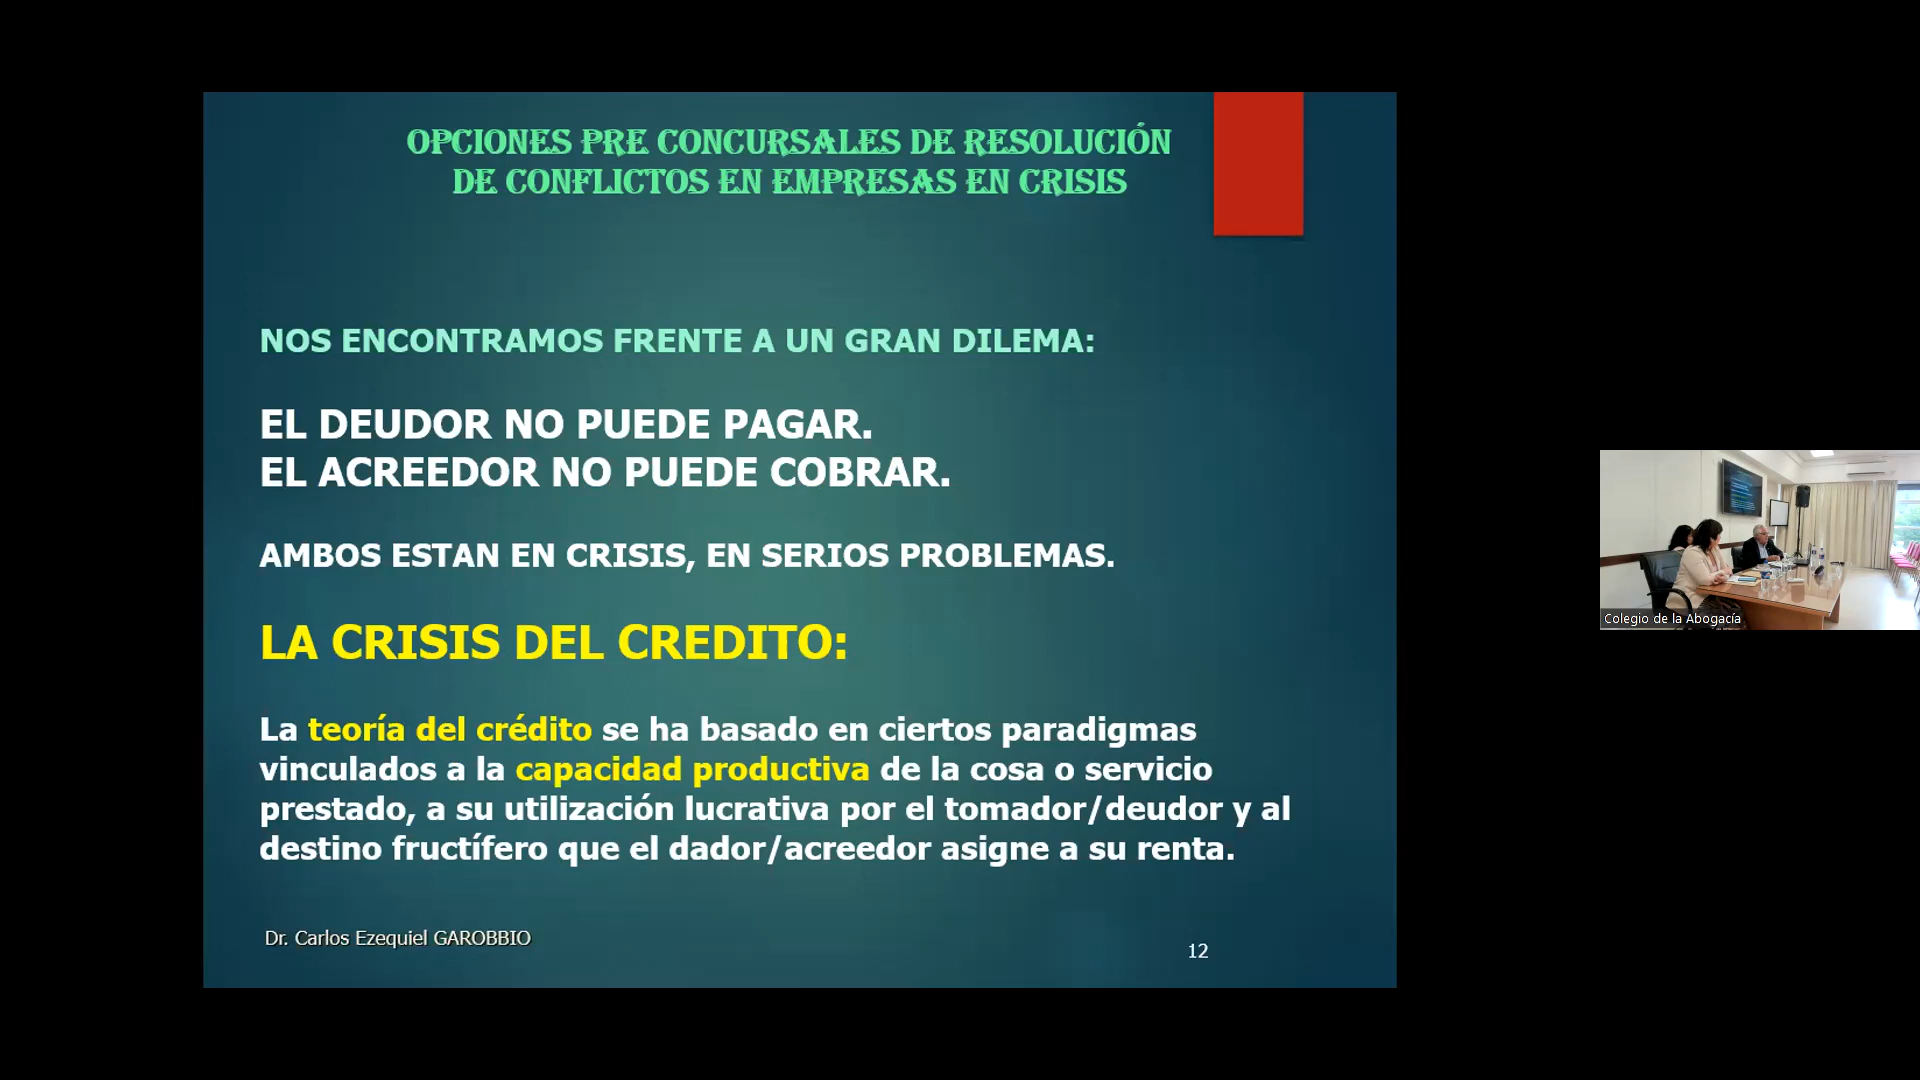 OPCIONES PRE CONCURSALES DE RESOLUCIÓN
DE CONFLICTOS EN EMPRESAS EN CRISIS
NOS ENCONTRAMOS FRENTE A UN GRAN DILEMA:
EL DEUDOR NO PUEDE PAGAR.
EL ACREEDOR NO PUEDE COBRAR.
AMBOS ESTAN EN CRISIS, EN SERIOS PROBLEMAS.
LA CRISIS DEL CREDITO:
La teoría del crédito se ha basado en ciertos paradigmas
vinculados a la capacidad productiva de la cosa o servicio
prestado, a su utilización lucrativa por el tomador/deudor y al
destino fructífero que el dador/acreedor asigne a su renta.
Dr. Carlos Ezequiel GAROBBIO
12
Colegio de la Abogacía